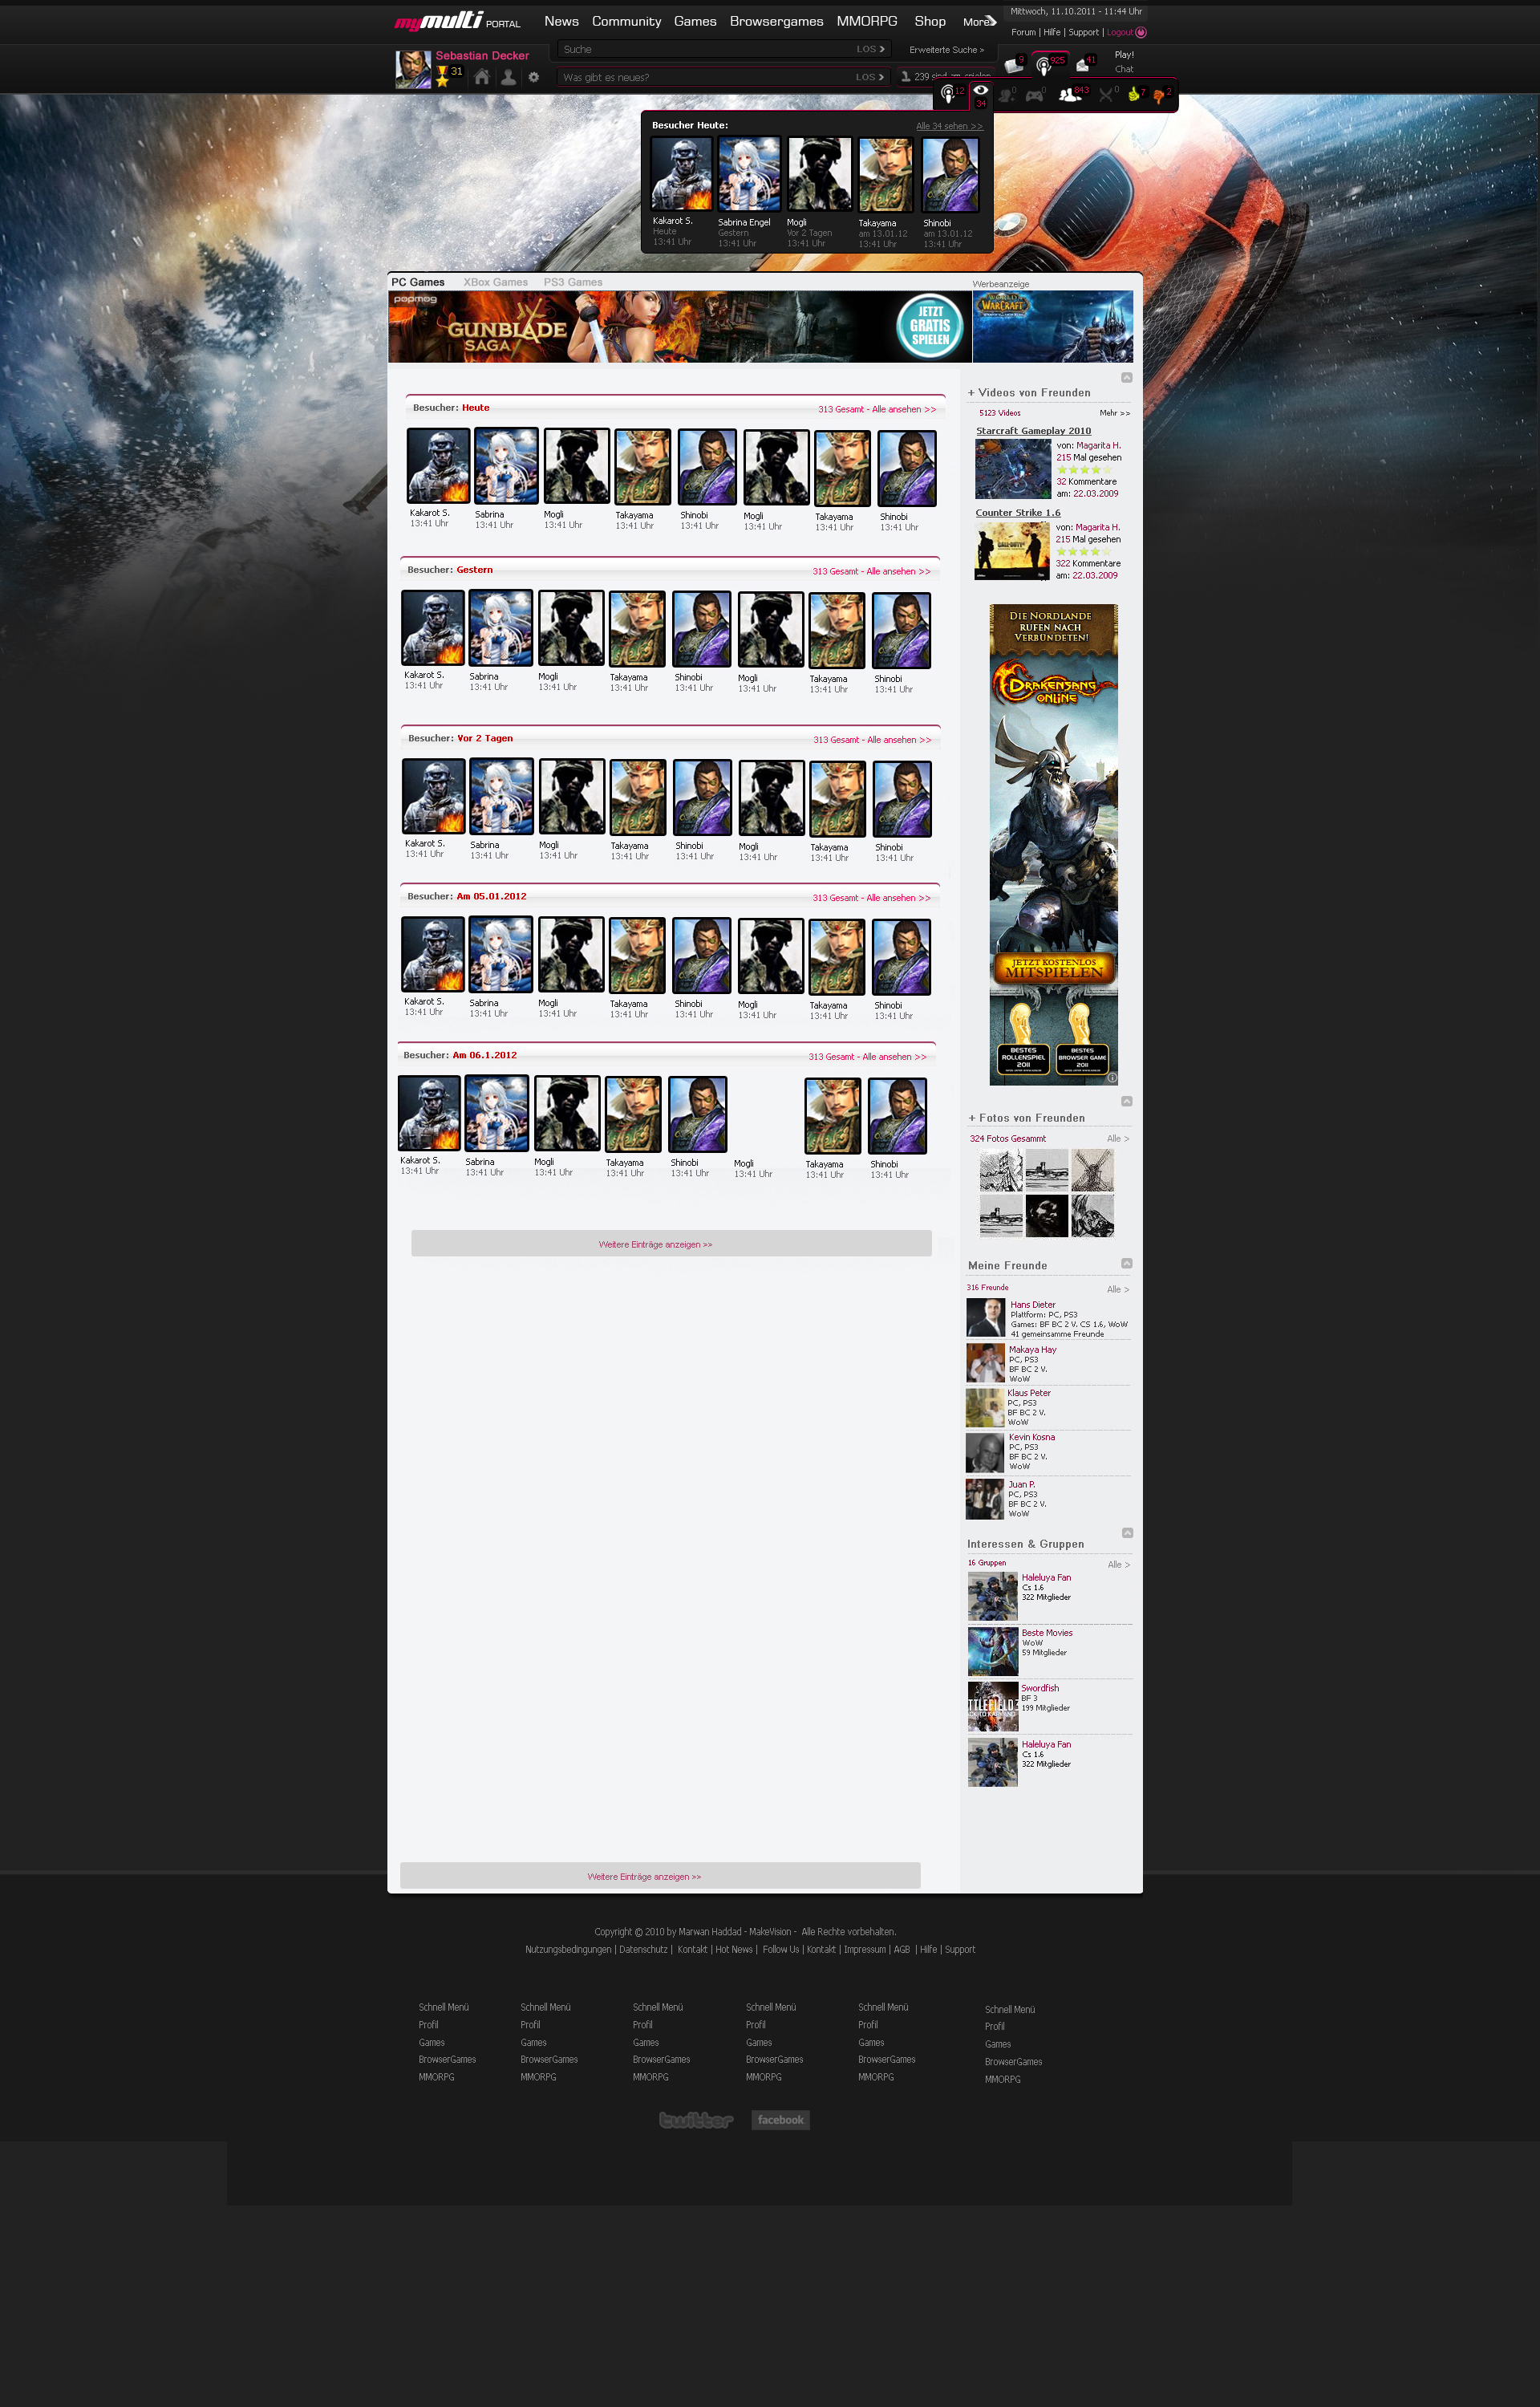 mymulti PORTAL
News Community Games Browsergames MMORPG Shop More
Mittwoch, 11.10.2011 - 11:44 Uhr
Forum | Hilfe | Support | Logout
Suche LOS
Erweiterte Suche >
Sebastian Decker
31
Was gibt es neues? LOS
239 sind am spielen
9 925 41
Play!
Chat
12 34 0 0 843 0 7 2
Besucher Heute: Alle 34 sehen >>
Kakarot S. Sabrina Engel Mogli Takayama Shinobi
Heute Gestern Vor 2 Tagen am 13.01.12 am 13.01.12
13:41 Uhr 13:41 Uhr 13:41 Uhr 13:41 Uhr 13:41 Uhr
PC Games XBox Games PS3 Games
Werbeanzeige
popmog
GUNBLADE
SAGA
JETZT
GRATIS
SPIELEN
WORLD OF
WARCRAFT
Besucher: Heute 313 Gesamt - Alle ansehen >>
Kakarot S. Sabrina Mogli Takayama Shinobi Mogli Takayama Shinobi
13:41 Uhr 13:41 Uhr 13:41 Uhr 13:41 Uhr 13:41 Uhr 13:41 Uhr 13:41 Uhr 13:41 Uhr
Besucher: Gestern 313 Gesamt - Alle ansehen >>
Kakarot S. Sabrina Mogli Takayama Shinobi Mogli Takayama Shinobi
13:41 Uhr 13:41 Uhr 13:41 Uhr 13:41 Uhr 13:41 Uhr 13:41 Uhr 13:41 Uhr 13:41 Uhr
Besucher: Vor 2 Tagen 313 Gesamt - Alle ansehen >>
Kakarot S. Sabrina Mogli Takayama Shinobi Mogli Takayama Shinobi
13:41 Uhr 13:41 Uhr 13:41 Uhr 13:41 Uhr 13:41 Uhr 13:41 Uhr 13:41 Uhr 13:41 Uhr
Besucher: Am 05.01.2012 313 Gesamt - Alle ansehen >>
Kakarot S. Sabrina Mogli Takayama Shinobi Mogli Takayama Shinobi
13:41 Uhr 13:41 Uhr 13:41 Uhr 13:41 Uhr 13:41 Uhr 13:41 Uhr 13:41 Uhr 13:41 Uhr
Besucher: Am 06.1.2012 313 Gesamt - Alle ansehen >>
Kakarot S. Sabrina Mogli Takayama Shinobi Mogli Takayama Shinobi
13:41 Uhr 13:41 Uhr 13:41 Uhr 13:41 Uhr 13:41 Uhr 13:41 Uhr 13:41 Uhr 13:41 Uhr
Weitere Einträge anzeigen >>
+ Videos von Freunden
5123 Videos Mehr >>
Starcraft Gameplay 2010
von: Magarita H.
215 Mal gesehen
32 Kommentare
am: 22.03.2009
Counter Strike 1.6
von: Magarita H.
215 Mal gesehen
322 Kommentare
am: 22.03.2009
DIE NORDLANDE
RUFEN NACH
VERBÜNDETEN!
DRAKENSANG
ONLINE
JETZT KOSTENLOS
MITSPIELEN
BESTES ROLLENSPIEL 2011
BESTES BROWSER GAME 2011
+ Fotos von Freunden
324 Fotos Gesammt Alle >
Meine Freunde
316 Freunde Alle >
Hans Dieter
Plattform: PC, PS3
Games: BF BC 2 V. CS 1.6, WoW
41 gemeinsamme Freunde
Makaya Hay
PC, PS3
BF BC 2 V.
WoW
Klaus Peter
PC, PS3
BF BC 2 V.
WoW
Kevin Kosna
PC, PS3
BF BC 2 V.
WoW
Juan P.
PC, PS3
BF BC 2 V.
WoW
Interessen & Gruppen
16 Gruppen Alle >
Haleluya Fan
Cs 1.6
322 Mitglieder
Beste Movies
WoW
59 Mitglieder
Swordfish
BF 3
199 Mitglieder
Haleluya Fan
Cs 1.6
322 Mitglieder
Weitere Einträge anzeigen >>
Copyright © 2010 by Marwan Haddad - MakeVision - Alle Rechte vorbehalten.
Nutzungsbedingungen | Datenschutz | Kontakt | Hot News | Follow Us | Kontakt | Impressum | AGB | Hilfe | Support
Schnell Menü Schnell Menü Schnell Menü Schnell Menü Schnell Menü Schnell Menü
Profil Profil Profil Profil Profil Profil
Games Games Games Games Games Games
BrowserGames BrowserGames BrowserGames BrowserGames BrowserGames BrowserGames
MMORPG MMORPG MMORPG MMORPG MMORPG MMORPG
twitter facebook